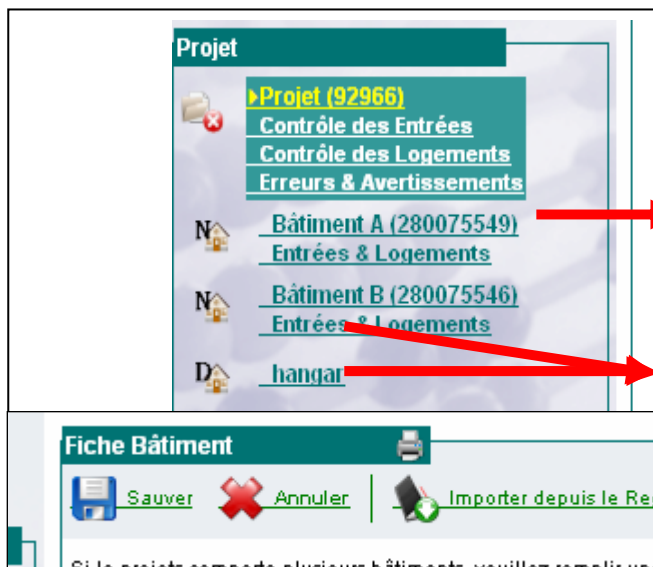 Projet
Projet (92966)
Contrôle des Entrées
Contrôle des Logements
Erreurs & Avertissements
N Bâtiment A (280075549)
Entrées & Logements
N Bâtiment B (280075546)
Entrées & Logements
D hangar
Fiche Bâtiment
Sauver Annuler Importer depuis le Re